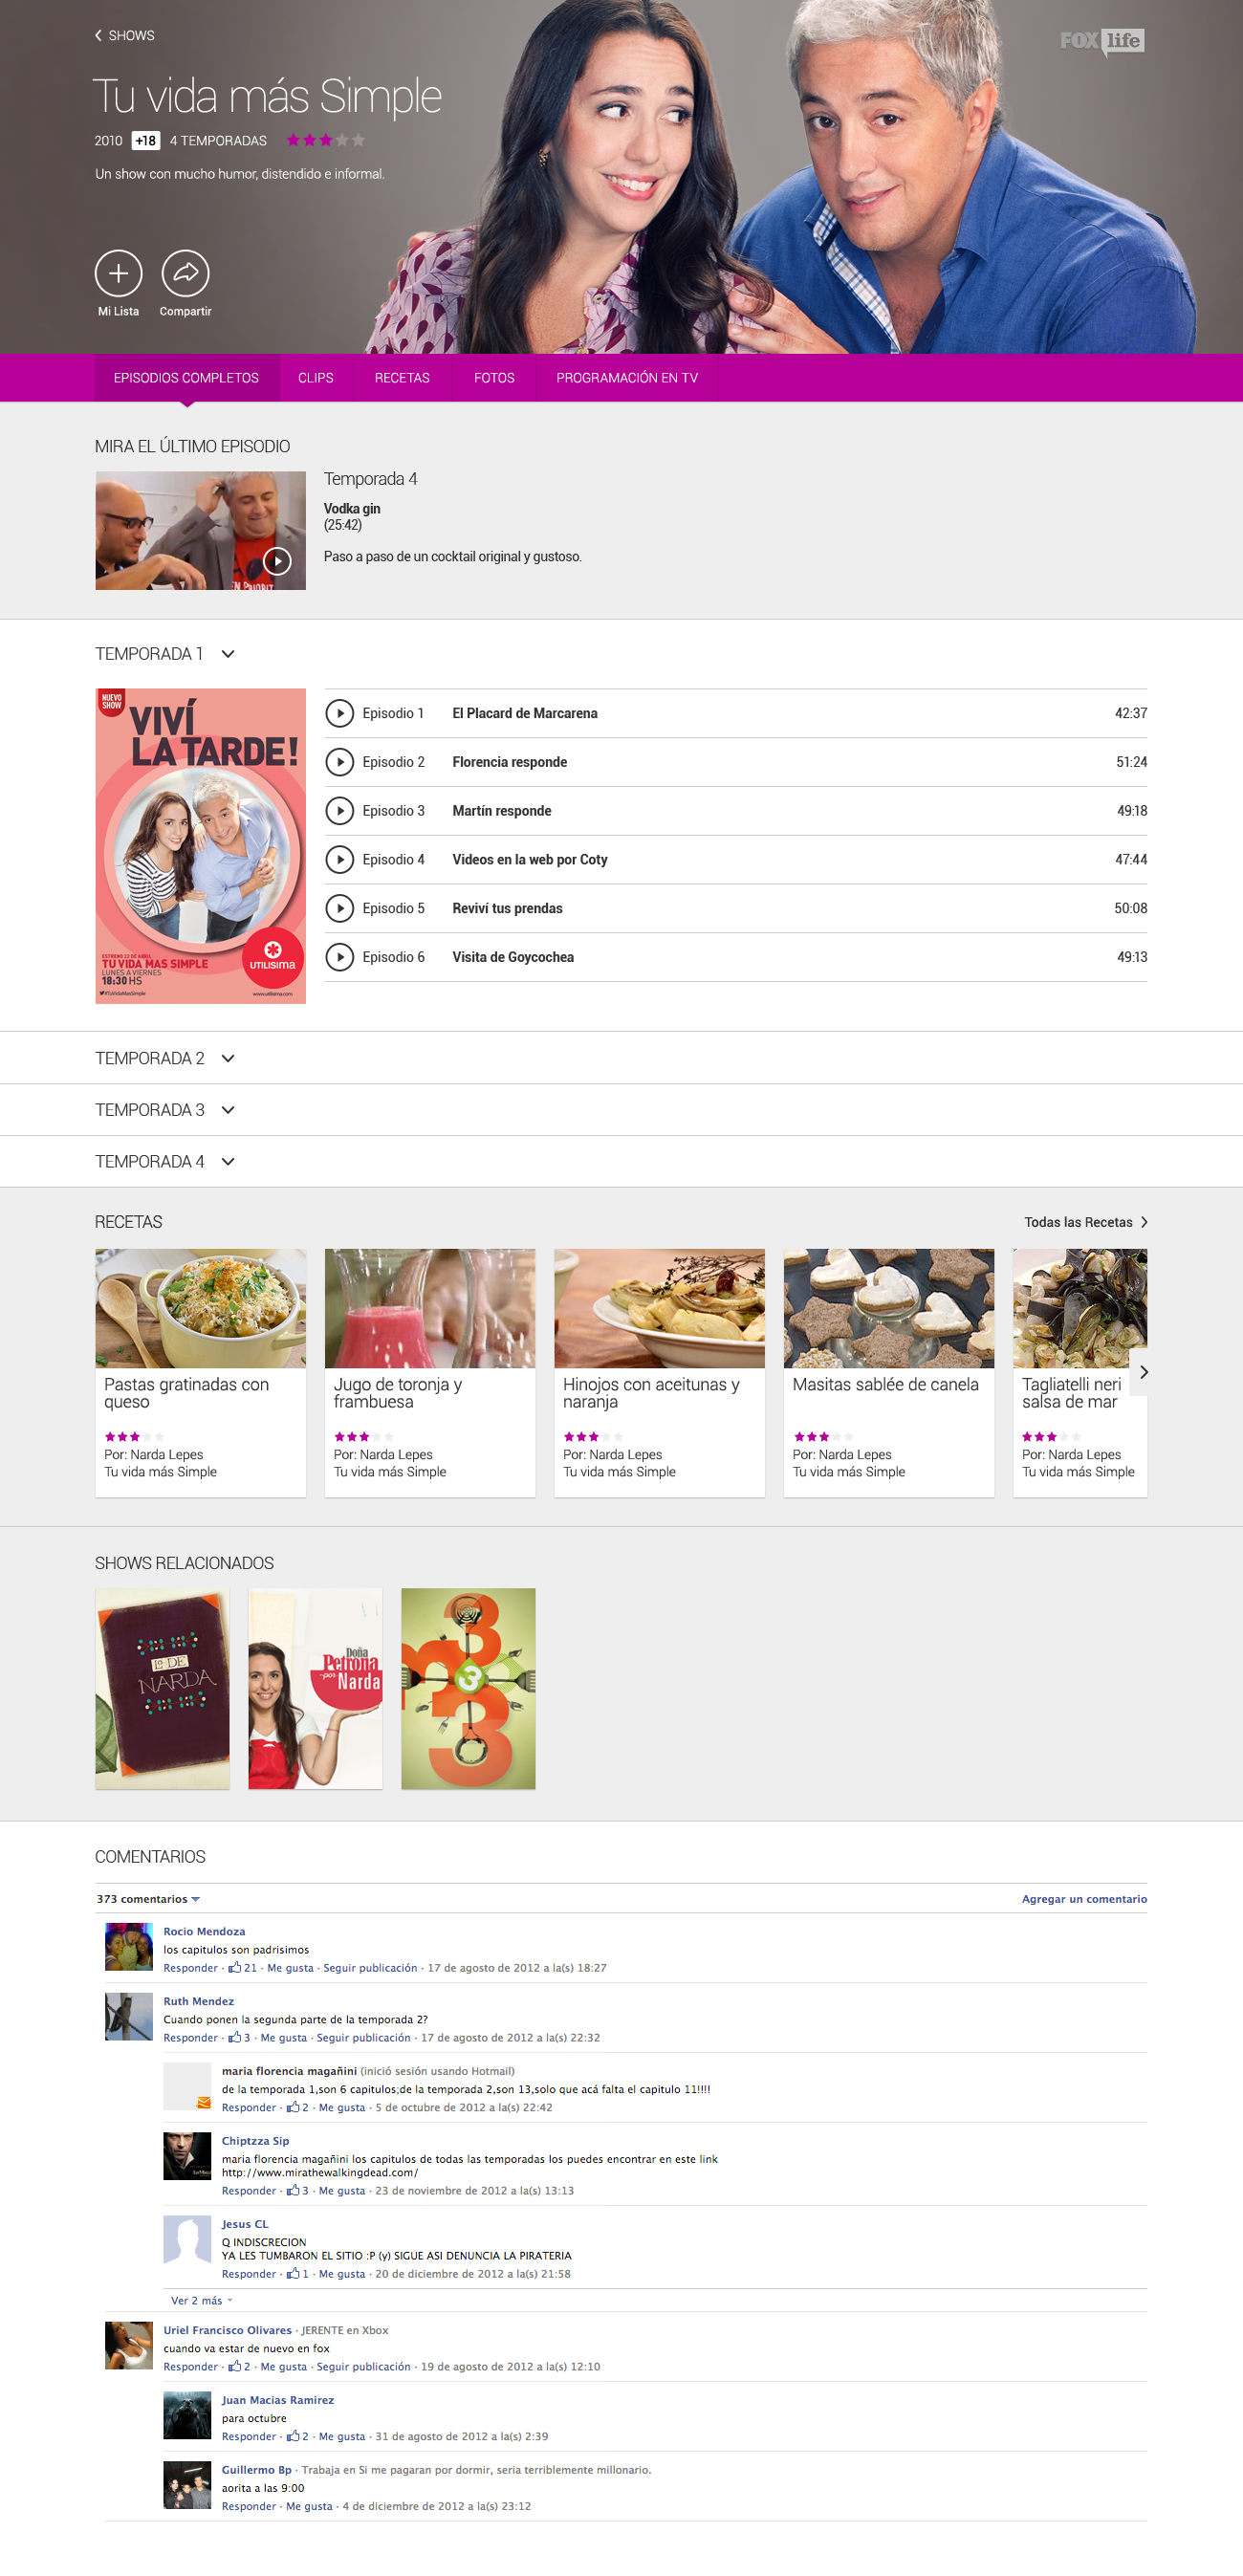 SHOWS
FOX life
Tu vida más Simple
2010 +18 4 TEMPORADAS
Un show con mucho humor, distendido e informal.
Mi Lista Compartir
EPISODIOS COMPLETOS CLIPS RECETAS FOTOS PROGRAMACIÓN EN TV
MIRA EL ÚLTIMO EPISODIO
Temporada 4
Vodka gin
(25:42)
Paso a paso de un cocktail original y gustoso.
TEMPORADA 1
NUEVO
SHOW
VIVÍ
LA TARDE!
ESTRENO 22 DE ABRIL
TU VIDA MAS SIMPLE
LUNES A VIERNES
18:30 HS
#TuVidaMasSimple
UTILISIMA
www.utilisima.com
Episodio 1 El Placard de Marcarena 42:37
Episodio 2 Florencia responde 51:24
Episodio 3 Martín responde 49:18
Episodio 4 Videos en la web por Coty 47:44
Episodio 5 Reviví tus prendas 50:08
Episodio 6 Visita de Goycochea 49:13
TEMPORADA 2
TEMPORADA 3
TEMPORADA 4
RECETAS
Todas las Recetas
Pastas gratinadas con
queso
Por: Narda Lepes
Tu vida más Simple
Jugo de toronja y
frambuesa
Por: Narda Lepes
Tu vida más Simple
Hinojos con aceitunas y
naranja
Por: Narda Lepes
Tu vida más Simple
Masitas sablée de canela
Por: Narda Lepes
Tu vida más Simple
Tagliatelli neri
salsa de mar
Por: Narda Lepes
Tu vida más Simple
SHOWS RELACIONADOS
Lo DE
NARDA
Doña
Petrona
por
Narda
3
3
3
COMENTARIOS
373 comentarios Agregar un comentario
Rocio Mendoza
los capitulos son padrisimos
Responder · 21 · Me gusta · Seguir publicación · 17 de agosto de 2012 a la(s) 18:27
Ruth Mendez
Cuando ponen la segunda parte de la temporada 2?
Responder · 3 · Me gusta · Seguir publicación · 17 de agosto de 2012 a la(s) 22:32
maria florencia magañini (inició sesión usando Hotmail)
de la temporada 1,son 6 capitulos;de la temporada 2,son 13,solo que acá falta el capitulo 11!!!!
Responder · 2 · Me gusta · 5 de octubre de 2012 a la(s) 22:42
Chiptzza Sip
maria florencia magañini los capitulos de todas las temporadas los puedes encontrar en este link
http://www.mirathewalkingdead.com/
Responder · 3 · Me gusta · 23 de noviembre de 2012 a la(s) 13:13
Jesus CL
Q INDISCRECION
YA LES TUMBARON EL SITIO :P (y) SIGUE ASI DENUNCIA LA PIRATERIA
Responder · 1 · Me gusta · 20 de diciembre de 2012 a la(s) 21:58
Ver 2 más
Uriel Francisco Olivares · JERENTE en Xbox
cuando va estar de nuevo en fox
Responder · 2 · Me gusta · Seguir publicación · 19 de agosto de 2012 a la(s) 12:10
Juan Macias Ramirez
para octubre
Responder · 2 · Me gusta · 31 de agosto de 2012 a la(s) 2:39
Guillermo Bp · Trabaja en Si me pagaran por dormir, seria terriblemente millonario.
aorita a las 9:00
Responder · Me gusta · 4 de diciembre de 2012 a la(s) 23:12